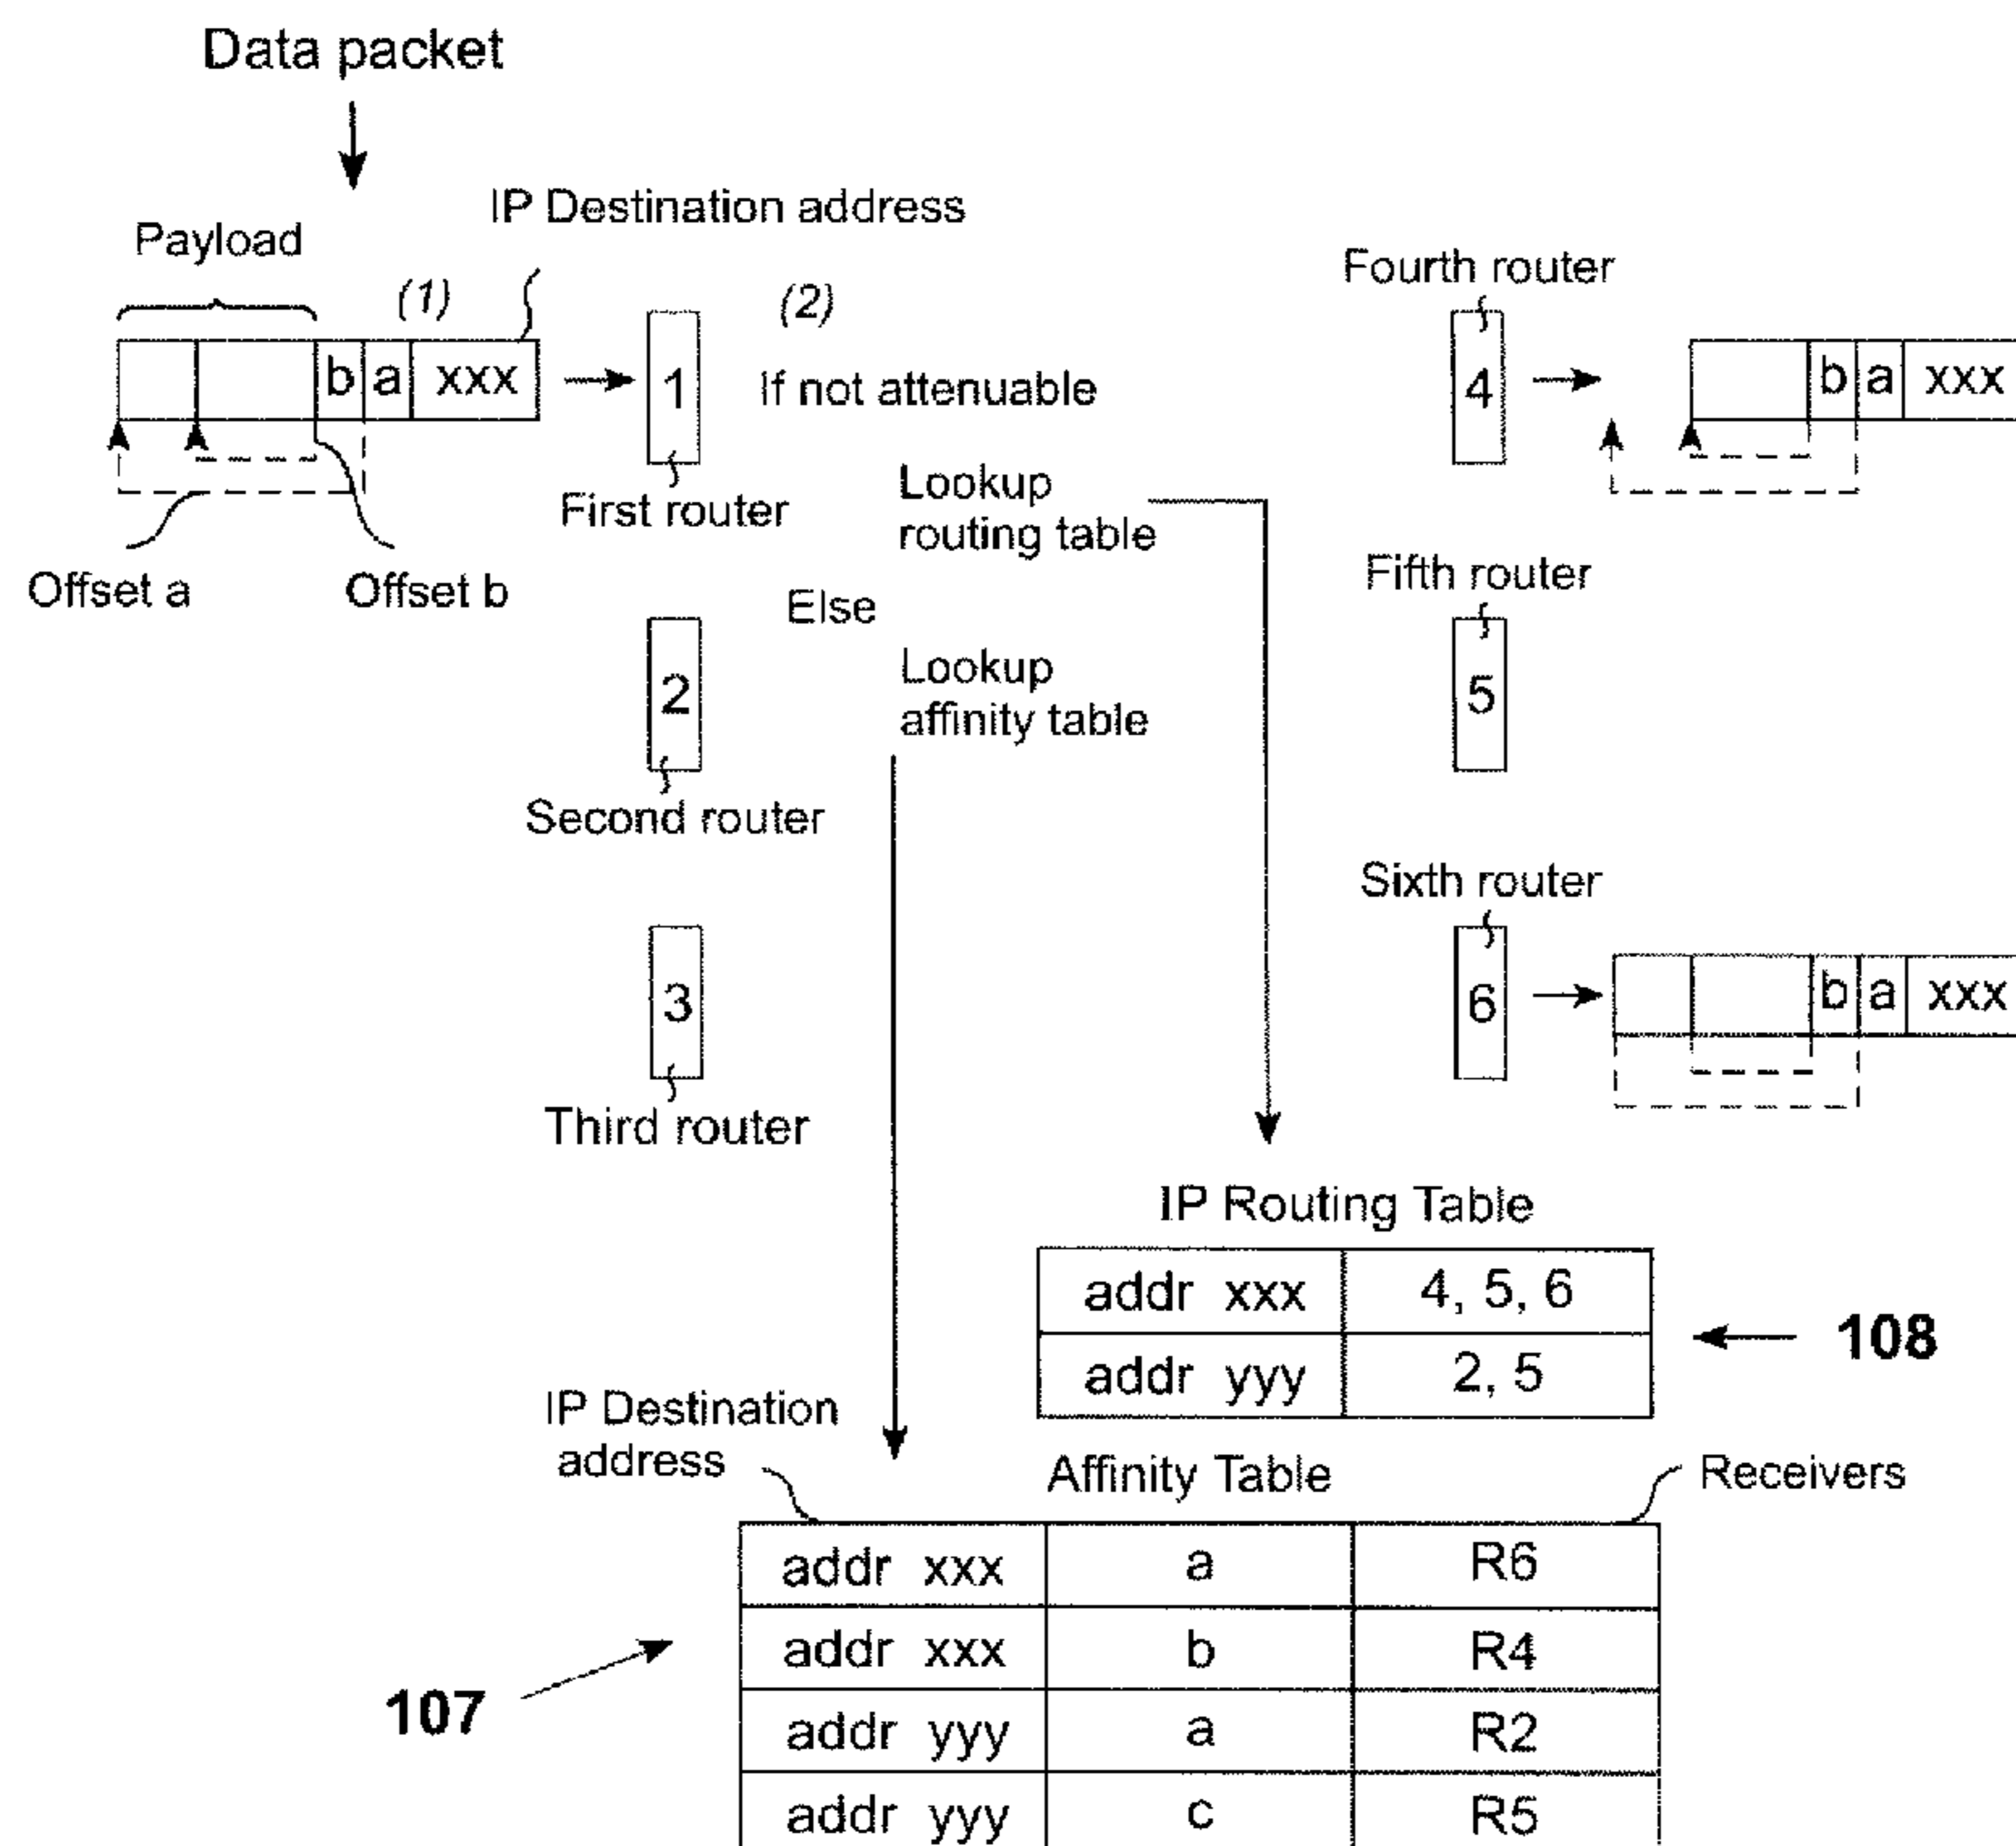 Data packet
IP Destination address
Payload
(1)
(2)
b a xxx
1
If not attenuable
First router
Offset a
Offset b
Lookup
routing table
Else
Lookup
affinity table
2
Second router
3
Third router
Fourth router
4
b a xxx
Fifth router
5
Sixth router
6
b a xxx
IP Routing Table
addr xxx 4, 5, 6
addr yyy 2, 5
108
IP Destination
address
Affinity Table
Receivers
addr xxx a R6
addr xxx b R4
addr yyy a R2
addr yyy c R5
107